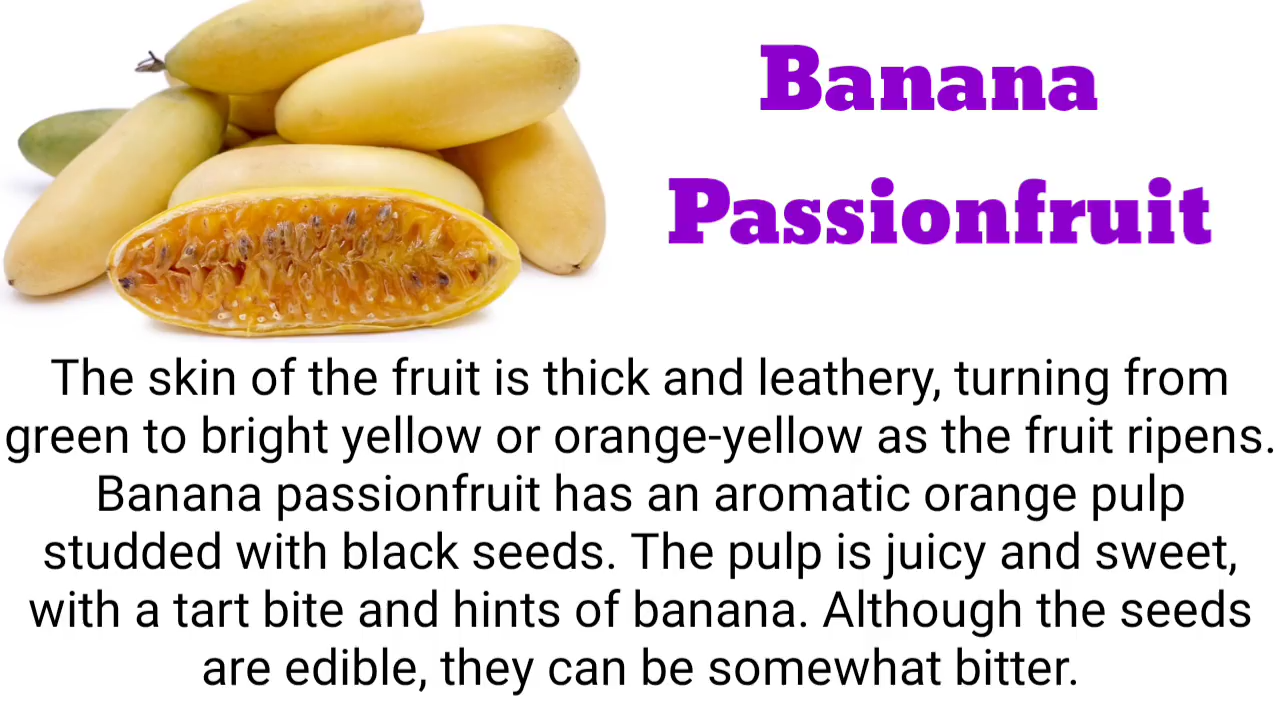 Banana
Passionfruit
The skin of the fruit is thick and leathery, turning from
green to bright yellow or orange-yellow as the fruit ripens.
Banana passionfruit has an aromatic orange pulp
studded with black seeds. The pulp is juicy and sweet,
with a tart bite and hints of banana. Although the seeds
are edible, they can be somewhat bitter.